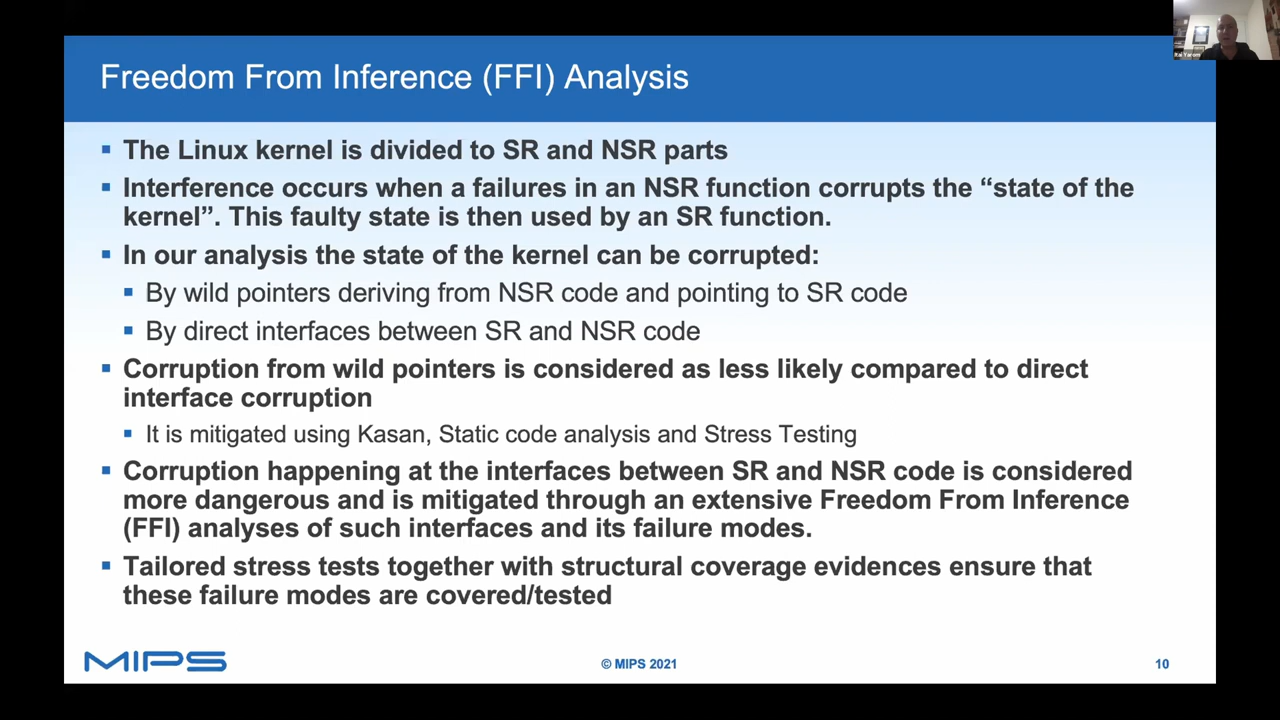 Freedom From Inference (FFI) Analysis
The Linux kernel is divided to SR and NSR parts
Interference occurs when a failures in an NSR function corrupts the “state of the
kernel”. This faulty state is then used by an SR function.
In our analysis the state of the kernel can be corrupted:
By wild pointers deriving from NSR code and pointing to SR code
By direct interfaces between SR and NSR code
Corruption from wild pointers is considered as less likely compared to direct
interface corruption
It is mitigated using Kasan, Static code analysis and Stress Testing
Corruption happening at the interfaces between SR and NSR code is considered
more dangerous and is mitigated through an extensive Freedom From Inference
(FFI) analyses of such interfaces and its failure modes.
Tailored stress tests together with structural coverage evidences ensure that
these failure modes are covered/tested
MIPS
© MIPS 2021
10